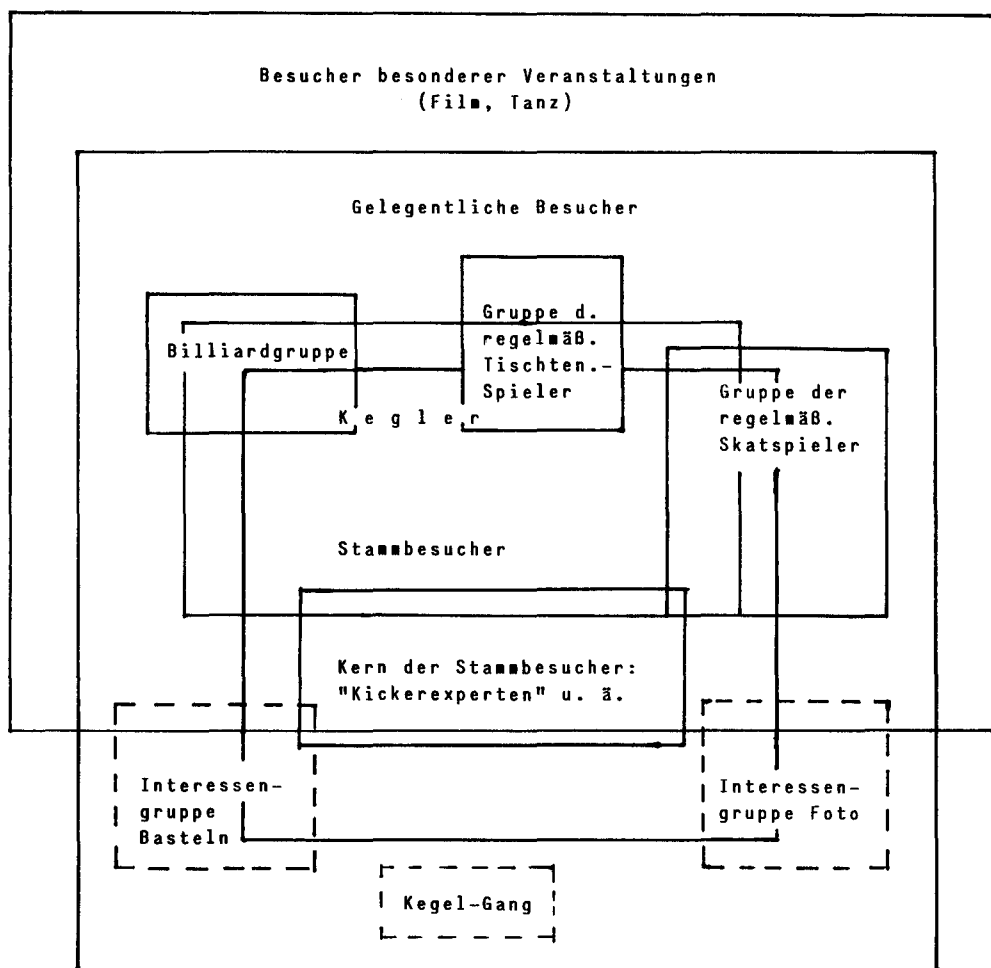 Besucher besonderer Veranstaltungen
(Film, Tanz)
Gelegentliche Besucher
Gruppe d.
regelmäß.
Tischten.-
Spieler
Billiardgruppe
Kegler
Gruppe der
regelmäß.
Skatspieler
Stammbesucher
Kern der Stammbesucher:
"Kickerexperten" u. ä.
Interessen-
gruppe
Basteln
Interessen-
gruppe Foto
Kegel-Gang